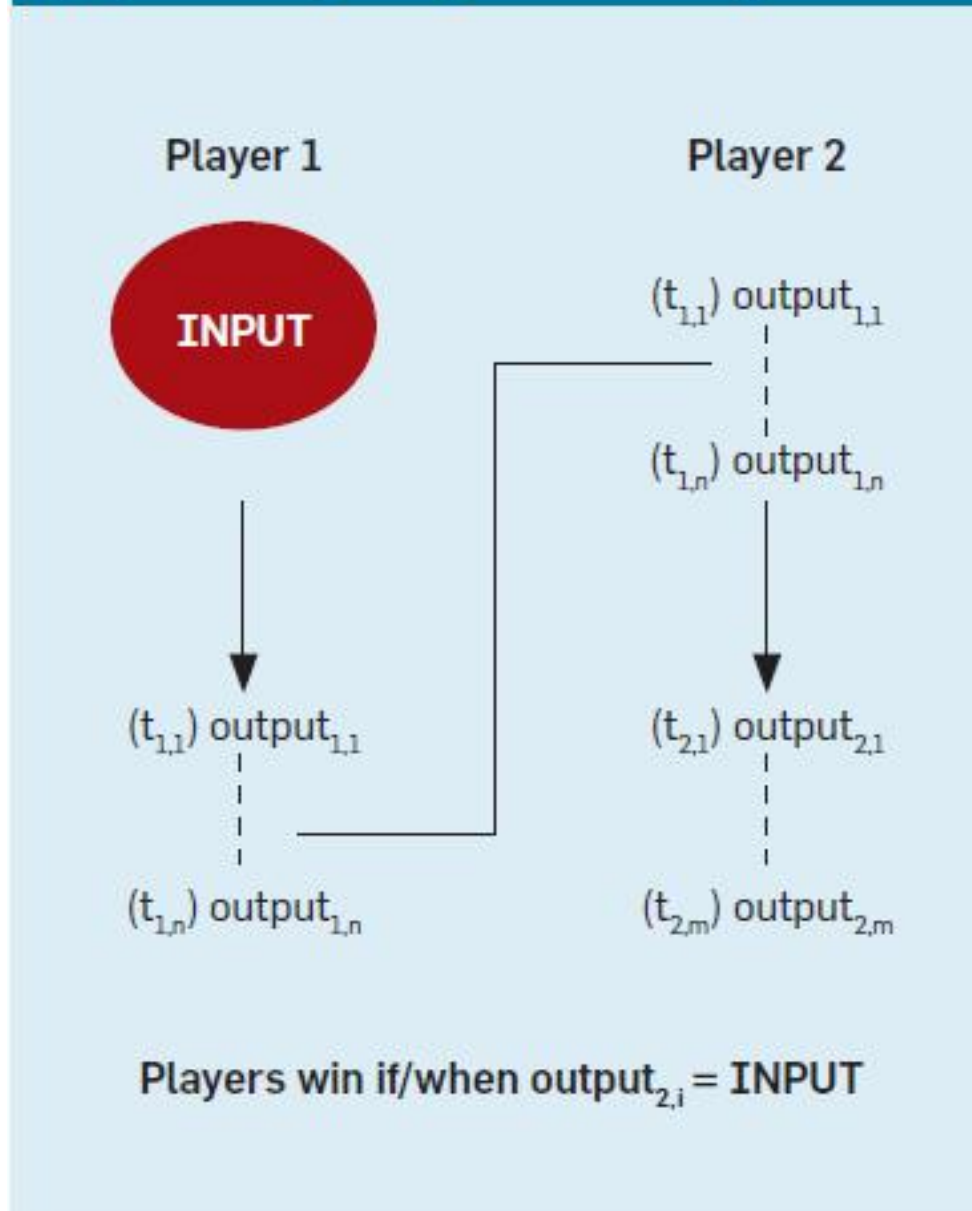 Player 1
INPUT
(t1,1) output1,1
(t1,n) output1,n
Player 2
(t1,1) output1,1
(t1,n) output1,n
(t2,1) output2,1
(t2,m) output2,m
Players win if/when output2,i = INPUT